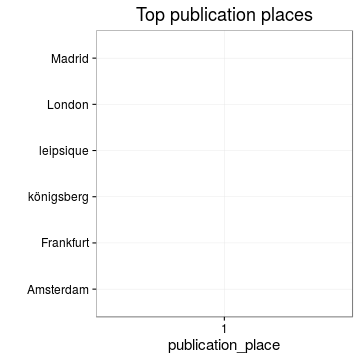 Top publication places
Madrid
London
leipsique
königsberg
Frankfurt
Amsterdam
1
publication_place